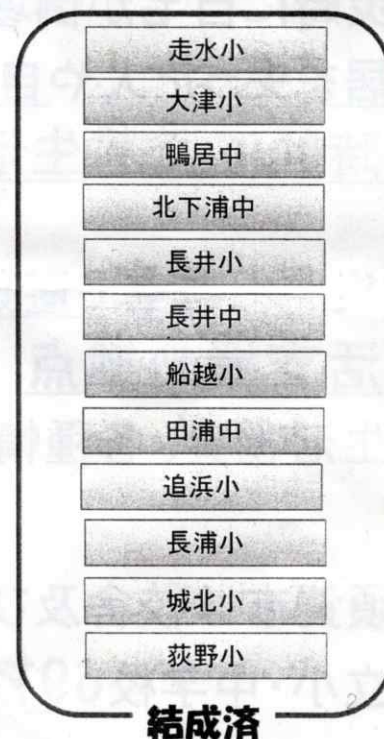 走水小
大津小
鴨居中
北下浦中
長井小
長井中
船越小
田浦中
追浜小
長浦小
城北小
荻野小
2
結成済